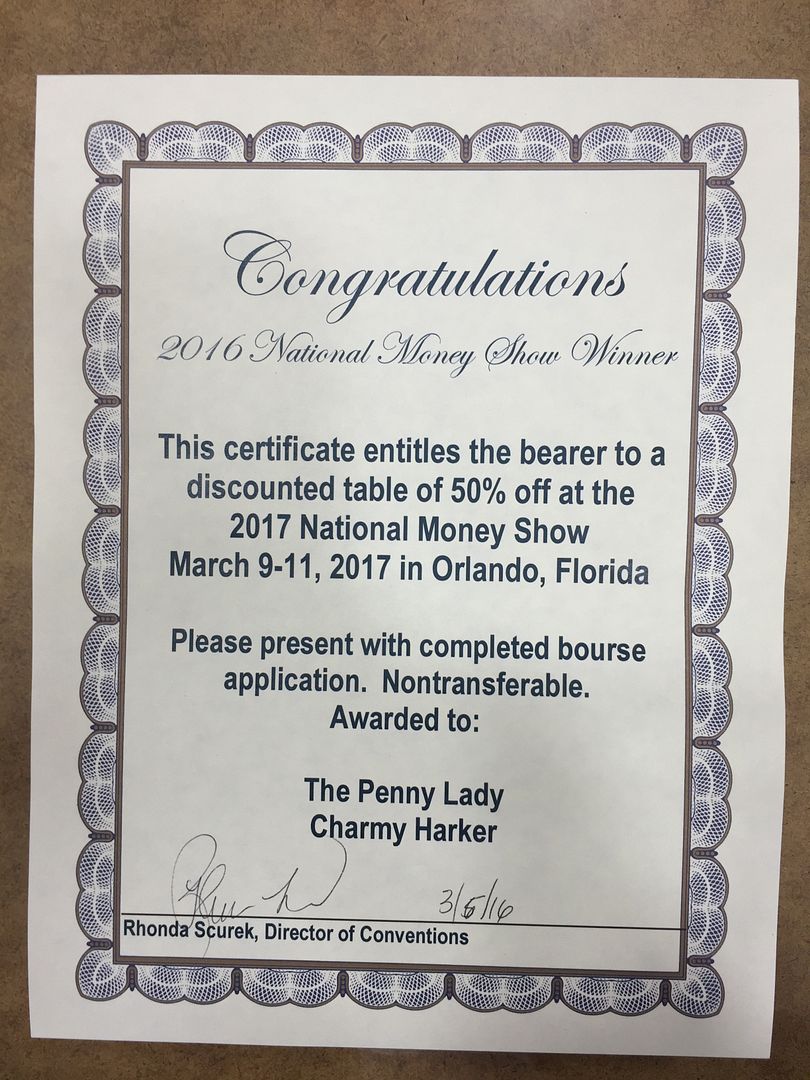 Congratulations
2016 National Money Show Winner
This certificate entitles the bearer to a
discounted table of 50% off at the
2017 National Money Show
March 9-11, 2017 in Orlando, Florida
Please present with completed bourse
application.  Nontransferable.
Awarded to:
The Penny Lady
Charmy Harker
3/5/16
Rhonda Scurek, Director of Conventions